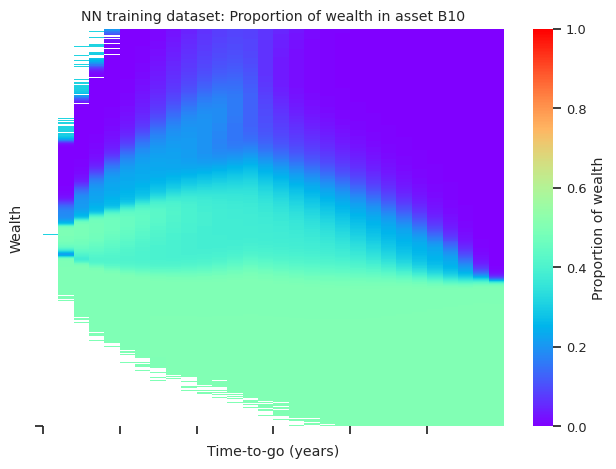 NN training dataset: Proportion of wealth in asset B10
Wealth
Time-to-go (years)
1.0
0.8
0.6
0.4
0.2
0.0
Proportion of wealth